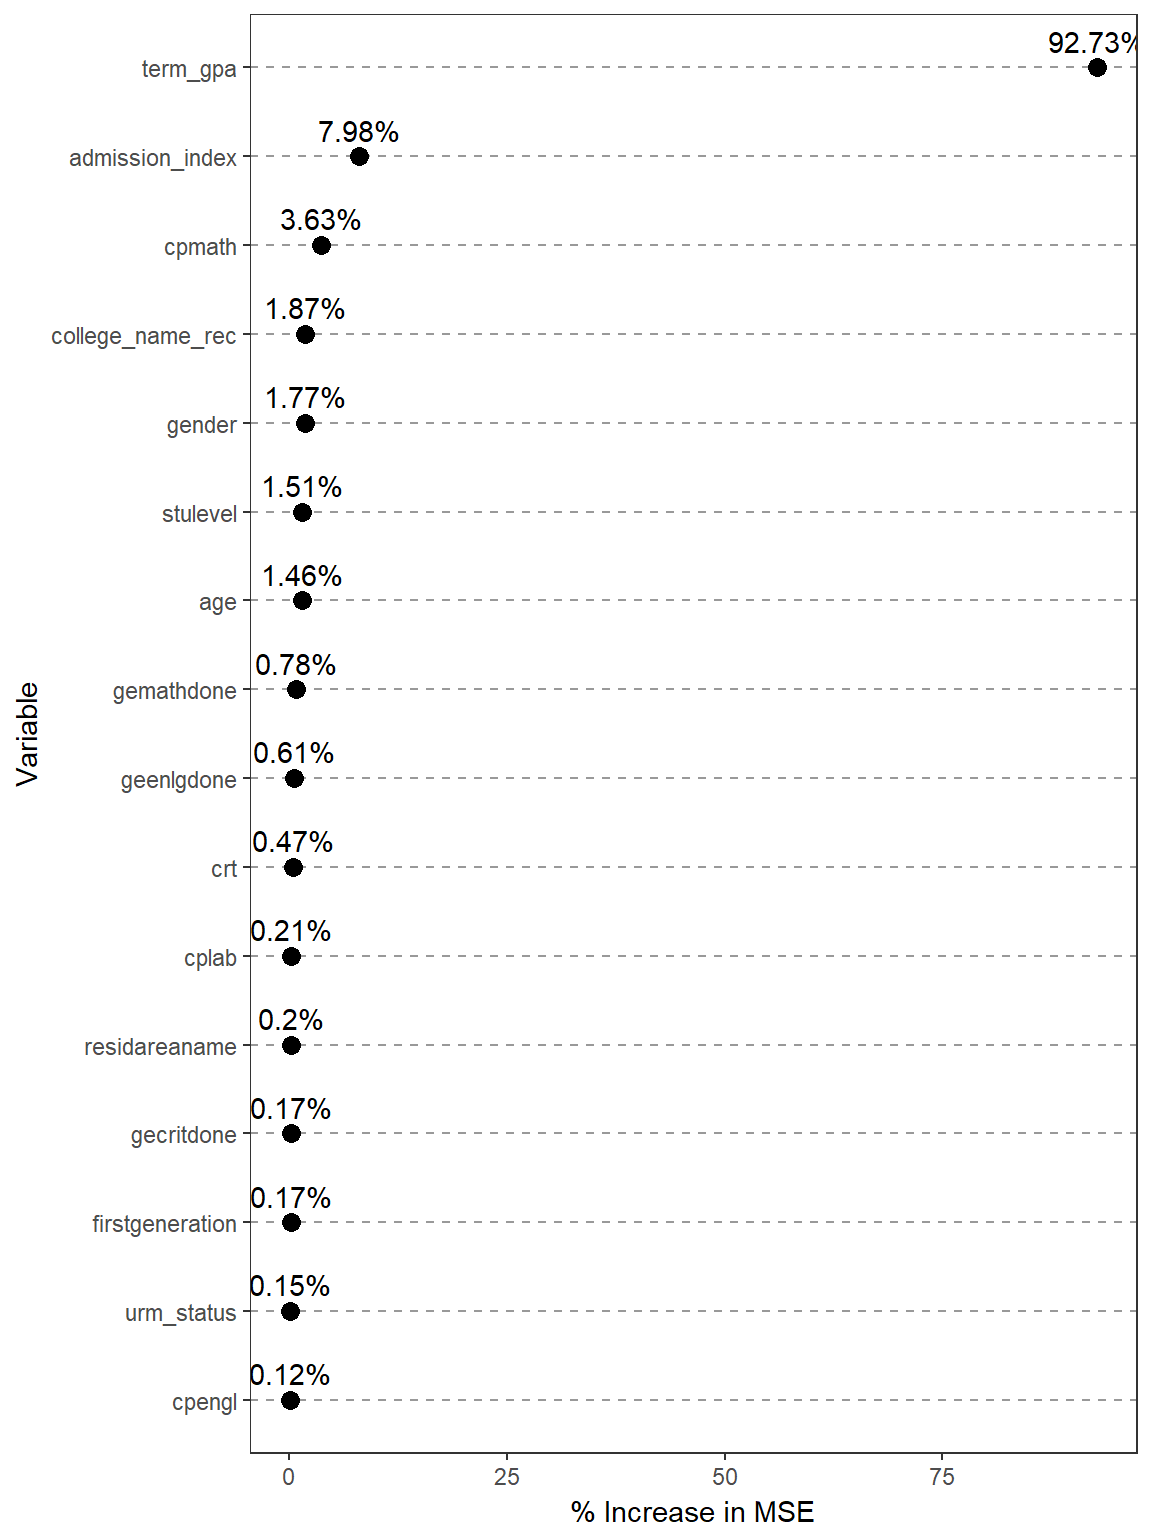 92.73%
term_gpa
7.98%
admission_index
3.63%
cpmath
1.87%
college_name_rec
1.77%
gender
1.51%
stulevel
1.46%
age
0.78%
gemathdone
0.61%
geenlgdone
0.47%
crt
0.21%
cplab
0.2%
residareaname
0.17%
gecritdone
0.17%
firstgeneration
0.15%
urm_status
0.12%
cpengl
Variable
0 25 50 75
% Increase in MSE